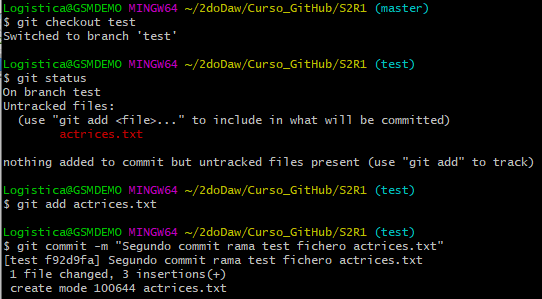 Logistica@GSMDEMO MINGW64 ~/2doDaw/Curso_GitHub/S2R1 (master)
$ git checkout test
Switched to branch 'test'
Logistica@GSMDEMO MINGW64 ~/2doDaw/Curso_GitHub/S2R1 (test)
$ git status
On branch test
Untracked files:
  (use "git add <file>..." to include in what will be committed)
        actrices.txt
nothing added to commit but untracked files present (use "git add" to track)
Logistica@GSMDEMO MINGW64 ~/2doDaw/Curso_GitHub/S2R1 (test)
$ git add actrices.txt
Logistica@GSMDEMO MINGW64 ~/2doDaw/Curso_GitHub/S2R1 (test)
$ git commit -m "Segundo commit rama test fichero actrices.txt"
[test f92d9fa] Segundo commit rama test fichero actrices.txt
 1 file changed, 3 insertions(+)
 create mode 100644 actrices.txt